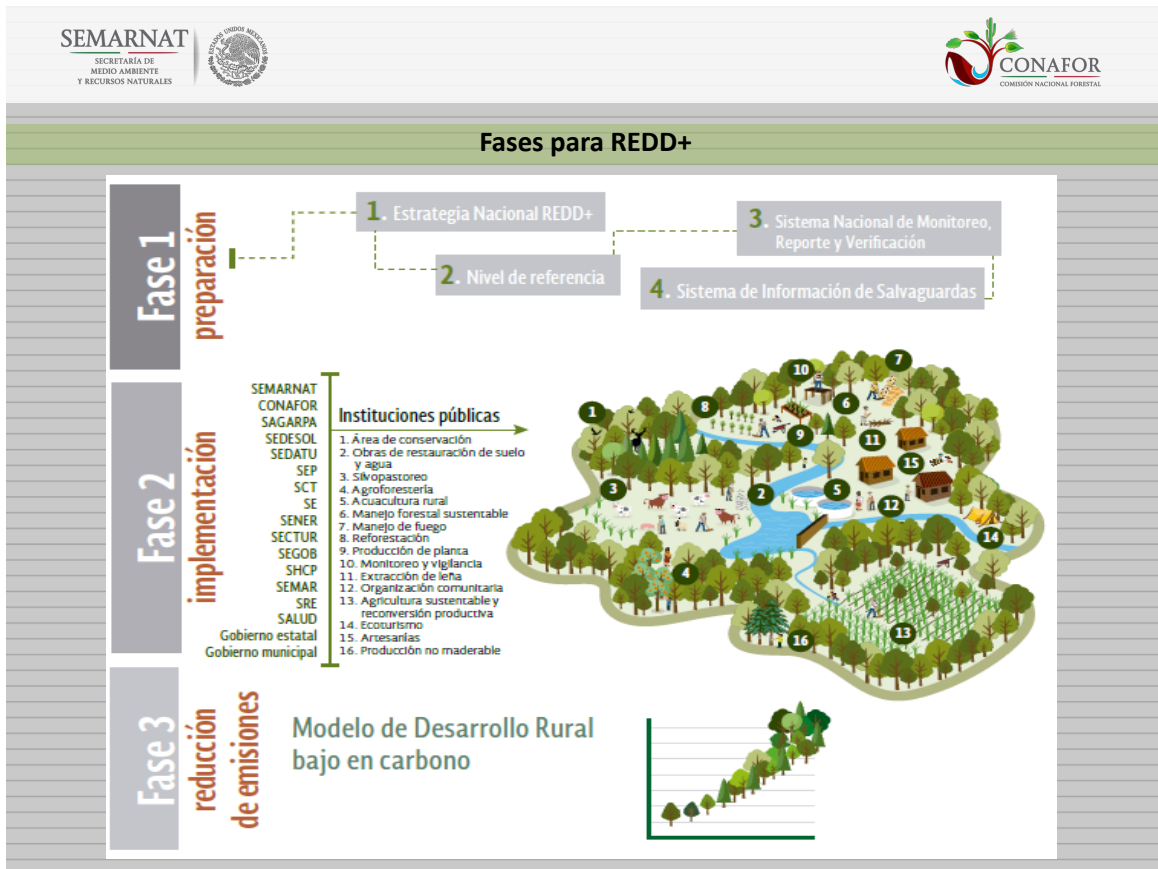 SEMARNAT
SECRETARÍA DE
MEDIO AMBIENTE
Y RECURSOS NATURALES
ESTADOS UNIDOS MEXICANOS
CONAFOR
COMISIÓN NACIONAL FORESTAL
Fases para REDD+
Fase 1
preparación
1. Estrategia Nacional REDD+
2. Nivel de referencia
3. Sistema Nacional de Monitoreo,
Reporte y Verificación
4. Sistema de Información de Salvaguardas
Fase 2
implementación
SEMARNAT
CONAFOR
SAGARPA
SEDESOL
SEDATU
SEP
SCT
SE
SENER
SECTUR
SEGOB
SHCP
SEMAR
SRE
SALUD
Gobierno estatal
Gobierno municipal
Instituciones públicas
1. Área de conservación
2. Obras de restauración de suelo
y agua
3. Silvopastoreo
4. Agroforestería
5. Acuacultura rural
6. Manejo forestal sustentable
7. Manejo de fuego
8. Reforestación
9. Producción de planta
10. Monitoreo y vigilancia
11. Extracción de leña
12. Organización comunitaria
13. Agricultura sustentable y
reconversión productiva
14. Ecoturismo
15. Artesanías
16. Producción no maderable
7
10
1
8
6
9
11
15
3
2
5
12
14
4
13
16
Fase 3
reducción
de emisiones
Modelo de Desarrollo Rural
bajo en carbono